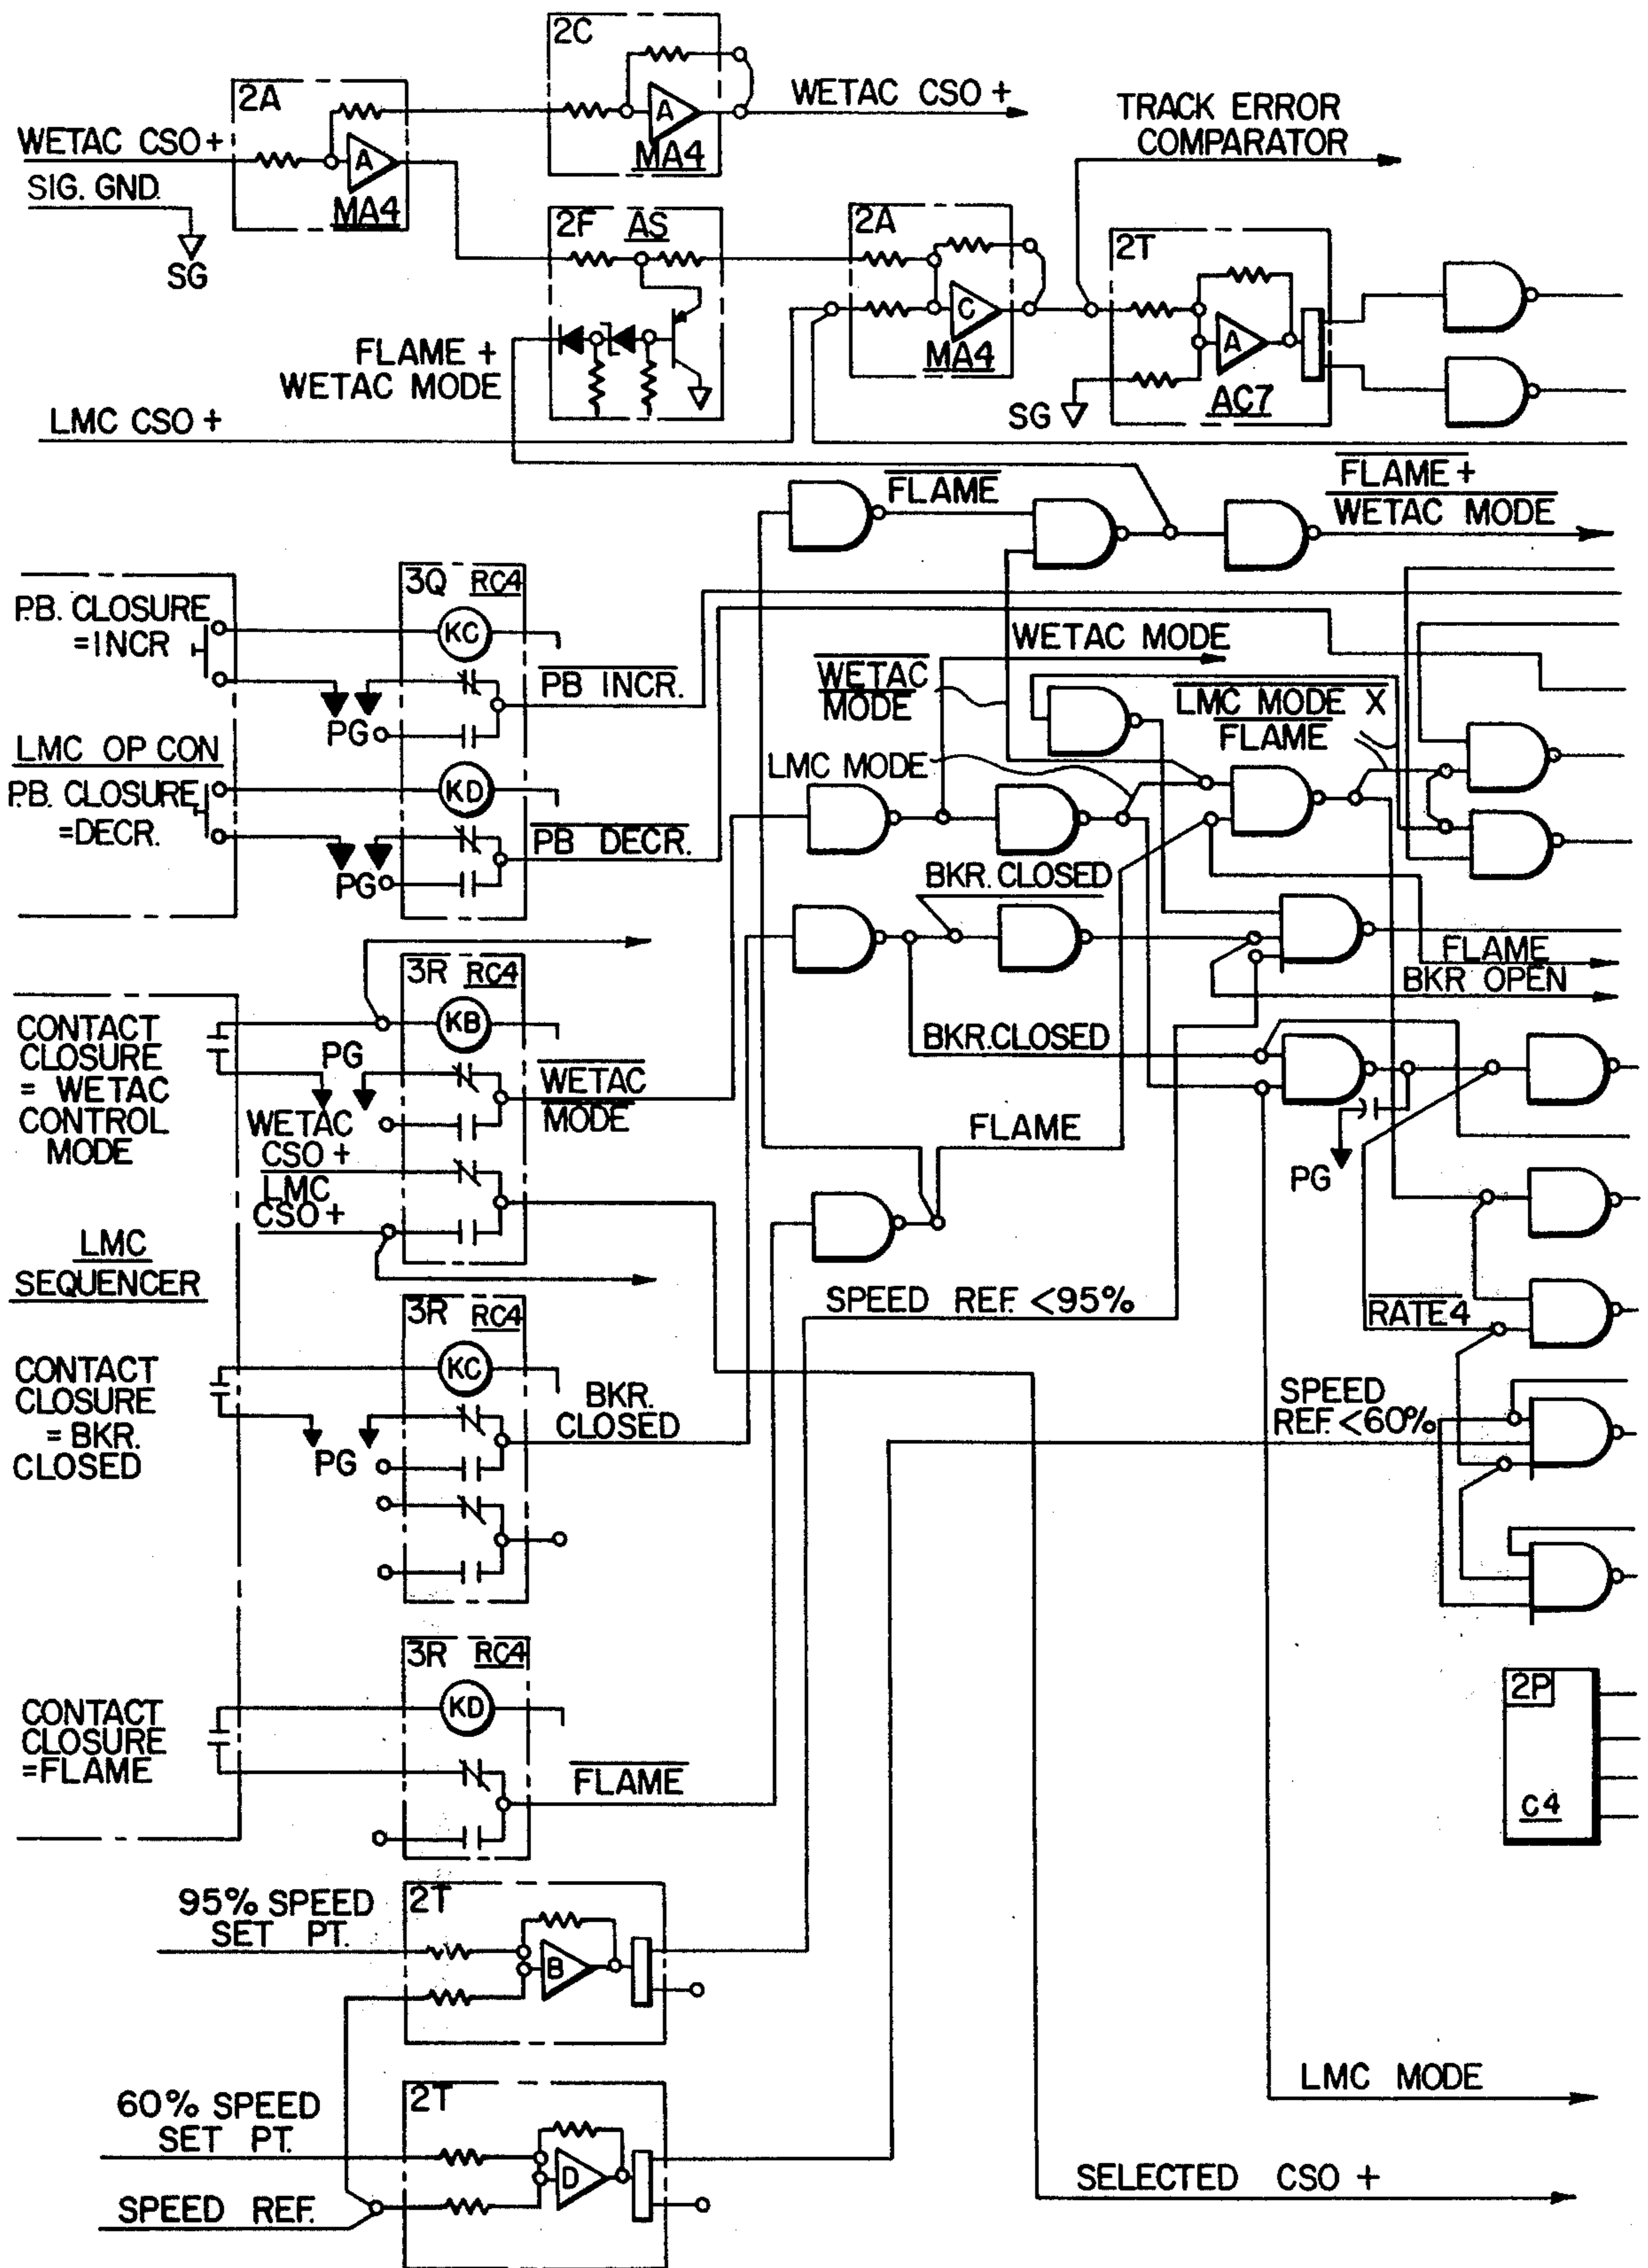 2C
A
MA4
WETAC CSO +
2A
WETAC CSO +
A
SIG. GND.
MA4
SG
TRACK ERROR
COMPARATOR
2F AS
2A
C
MA4
2T
A
AC7
SG
FLAME +
WETAC MODE
LMC CSO +
FLAME
FLAME +
WETAC MODE
P.B. CLOSURE
=INCR
3Q RC4
KC
PB INCR.
PG
LMC OP CON
P.B. CLOSURE
=DECR.
KD
PB DECR.
PG
WETAC MODE
WETAC
MODE
LMC MODE X
FLAME
LMC MODE
BKR. CLOSED
FLAME
BKR OPEN
BKR. CLOSED
3R RC4
KB
CONTACT
CLOSURE
= WETAC
CONTROL
MODE
PG
WETAC
MODE
WETAC
CSO +
LMC
CSO +
FLAME
PG
LMC
SEQUENCER
SPEED REF. <95%
RATE 4
3R RC4
KC
CONTACT
CLOSURE
= BKR.
CLOSED
PG
BKR.
CLOSED
SPEED
REF. <60%
3R RC4
KD
CONTACT
CLOSURE
=FLAME
FLAME
2P
C4
95% SPEED
SET PT.
2T
B
60% SPEED
SET PT.
2T
D
SPEED REF.
LMC MODE
SELECTED CSO +